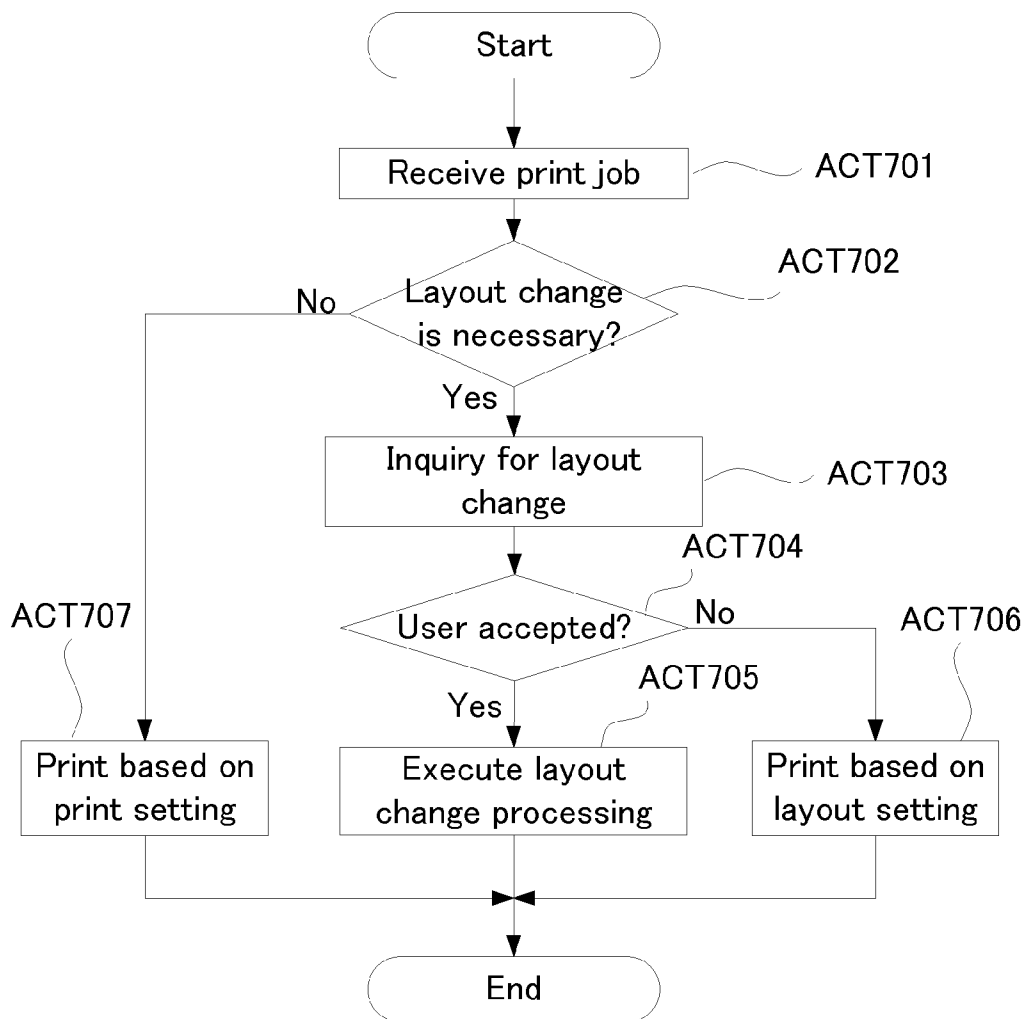 Start
Receive print job
ACT701
ACT702
Layout change
is necessary?
No
Yes
Inquiry for layout
change
ACT703
ACT704
User accepted?
No
ACT707
ACT706
ACT705
Yes
Print based on
print setting
Execute layout
change processing
Print based on
layout setting
End